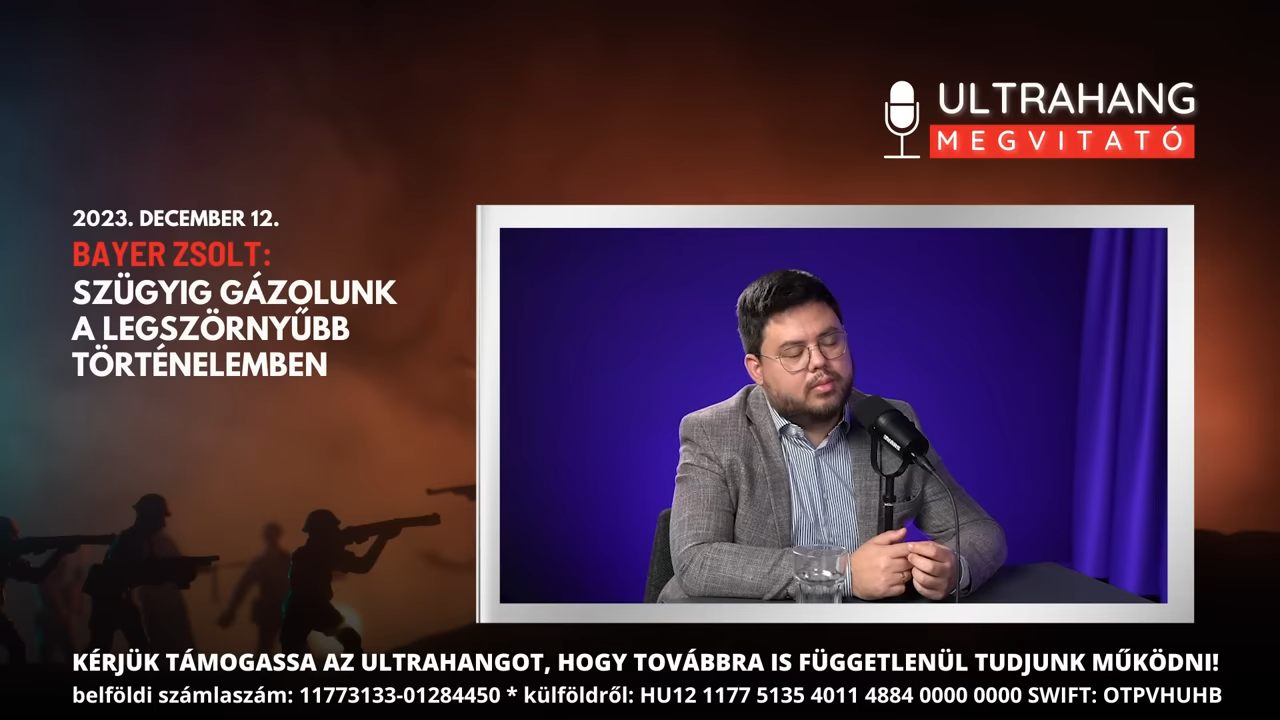 ULTRAHANG
MEGVITATÓ
2023. DECEMBER 12.
BAYER ZSOLT:
SZÜGYIG GÁZOLUNK
A LEGSZÖRNYŰBB
TÖRTÉNELEMBEN
KÉRJÜK TÁMOGASSA AZ ULTRAHANGOT, HOGY TOVÁBBRA IS FÜGGETLENÜL TUDJUNK MŰKÖDNI!
belföldi számlaszám: 11773133-01284450 * külföldről: HU12 1177 5135 4011 4884 0000 0000 SWIFT: OTPVHUHB